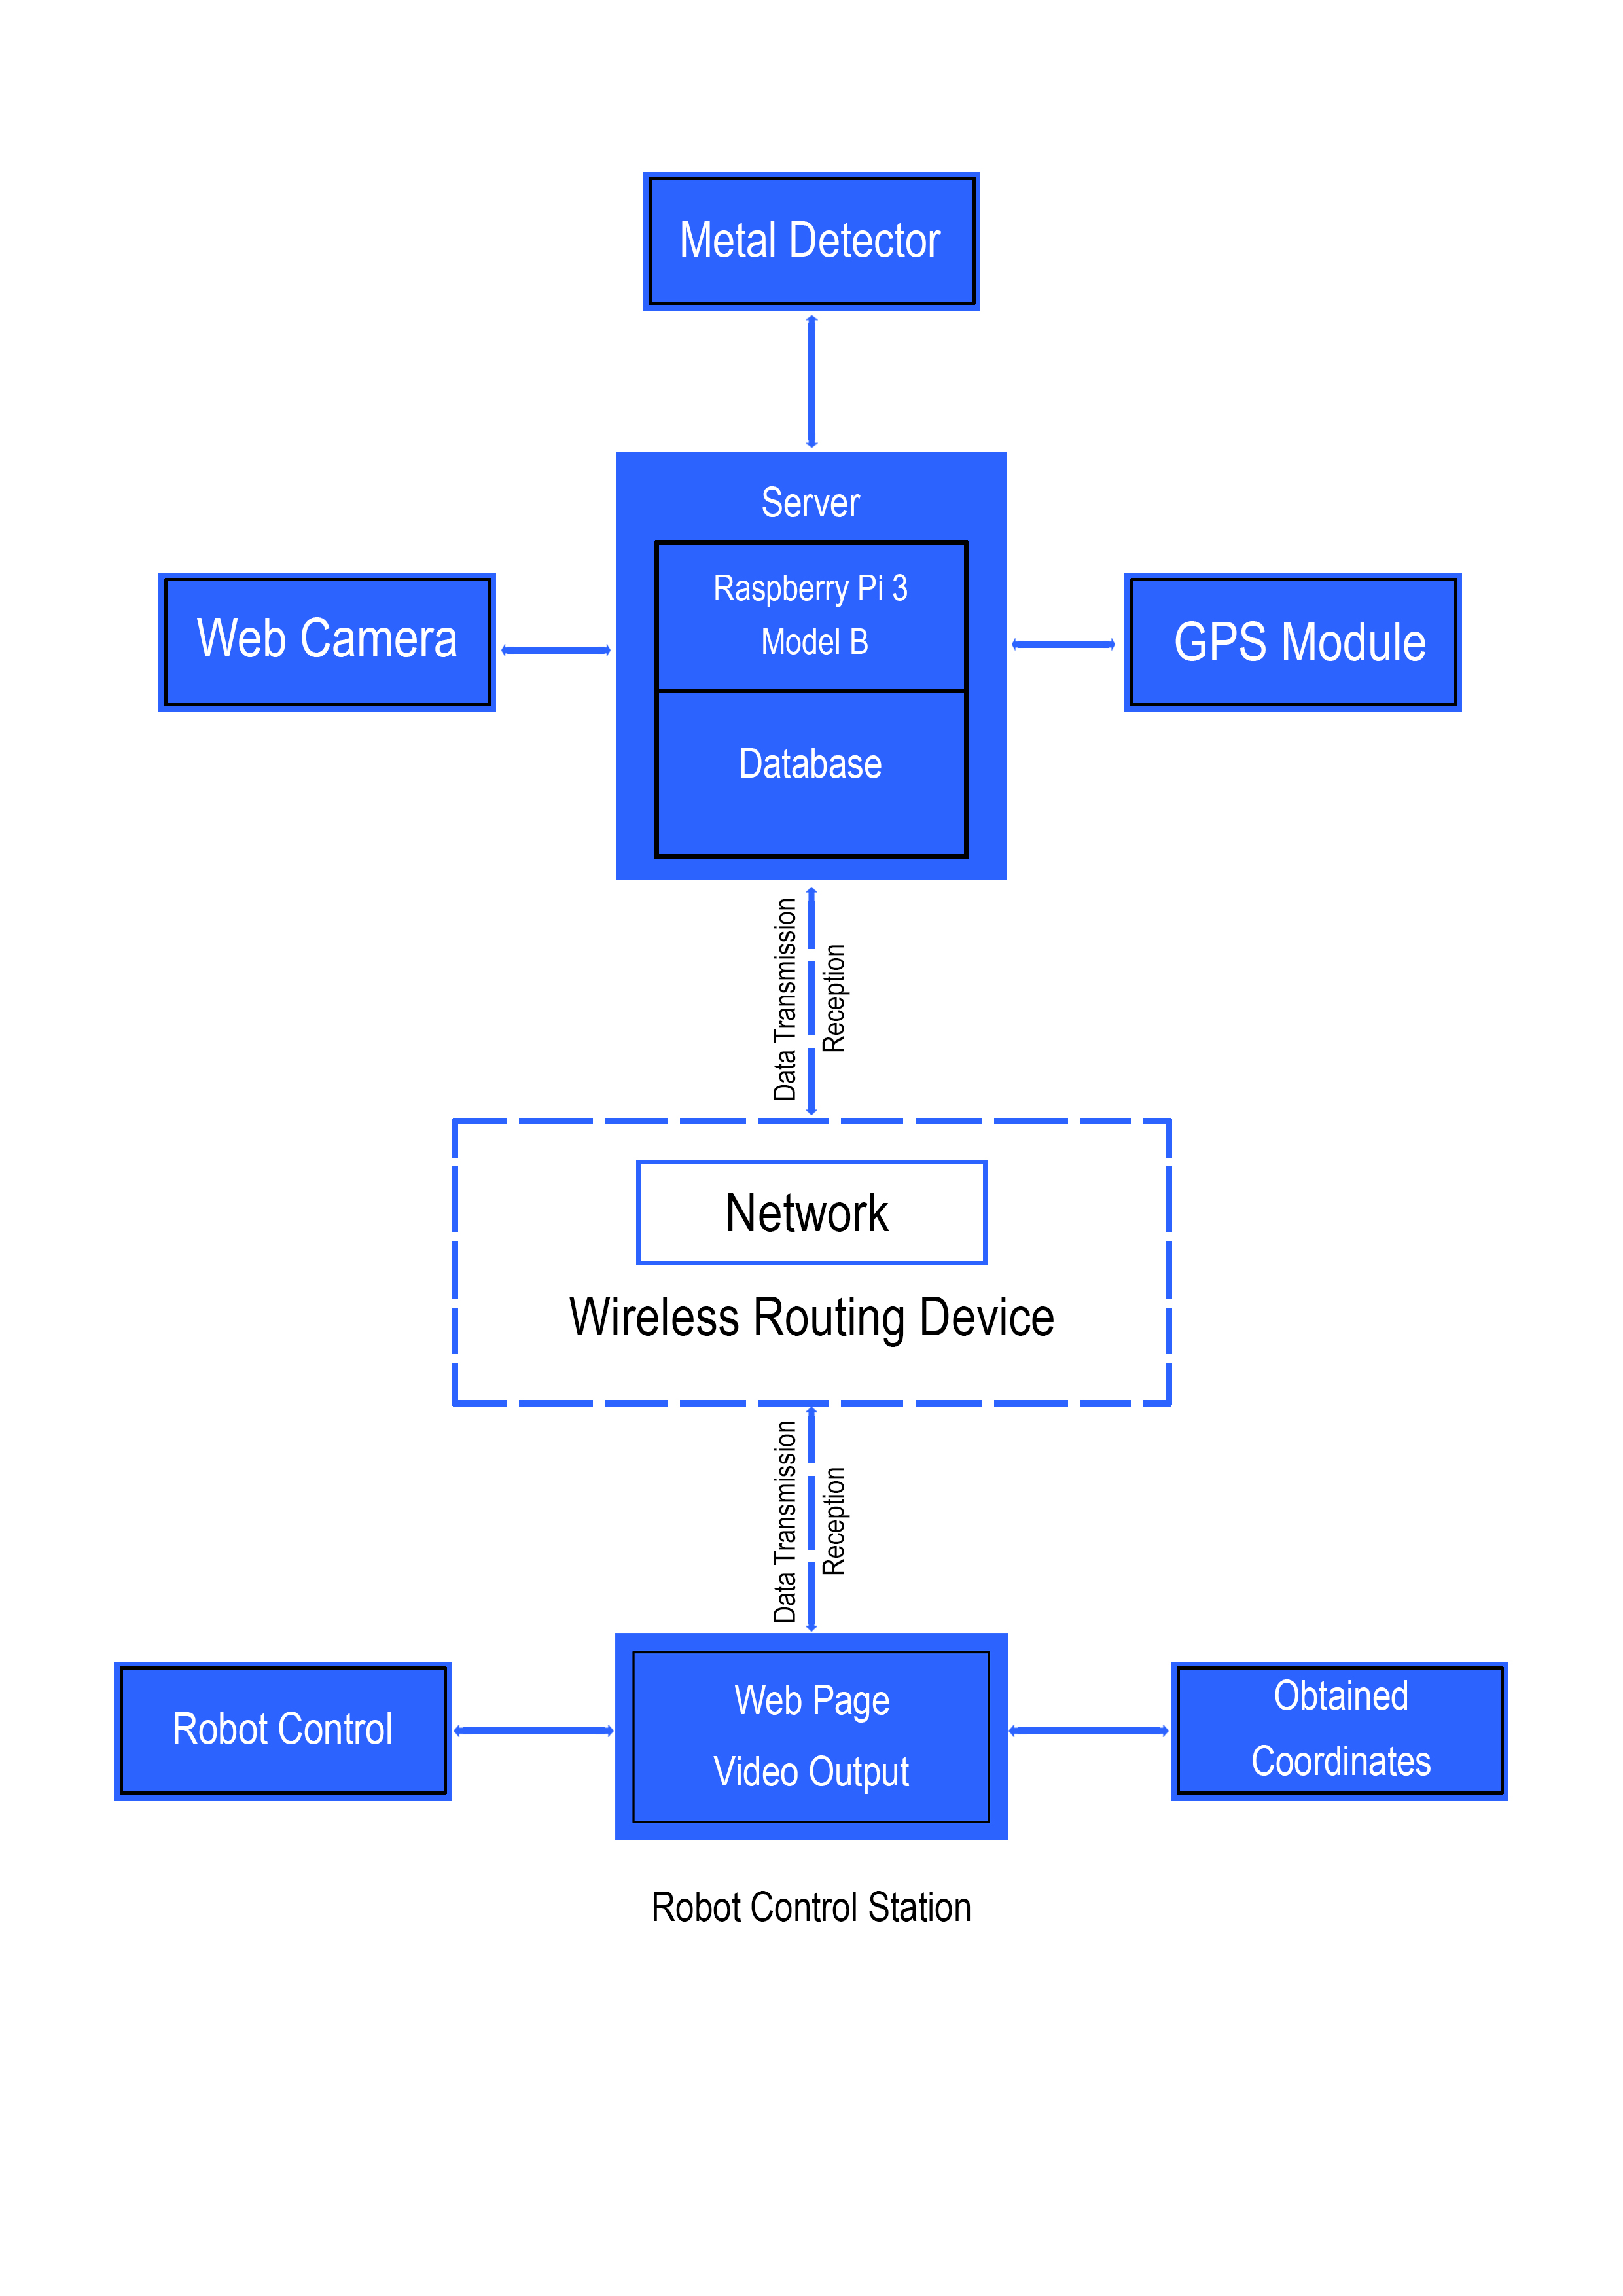 Metal Detector
Server
Raspberry Pi 3
Model B
Web Camera
GPS Module
Database
Data Transmission
Reception
Network
Wireless Routing Device
Data Transmission
Reception
Robot Control
Web Page
Video Output
Obtained
Coordinates
Robot Control Station